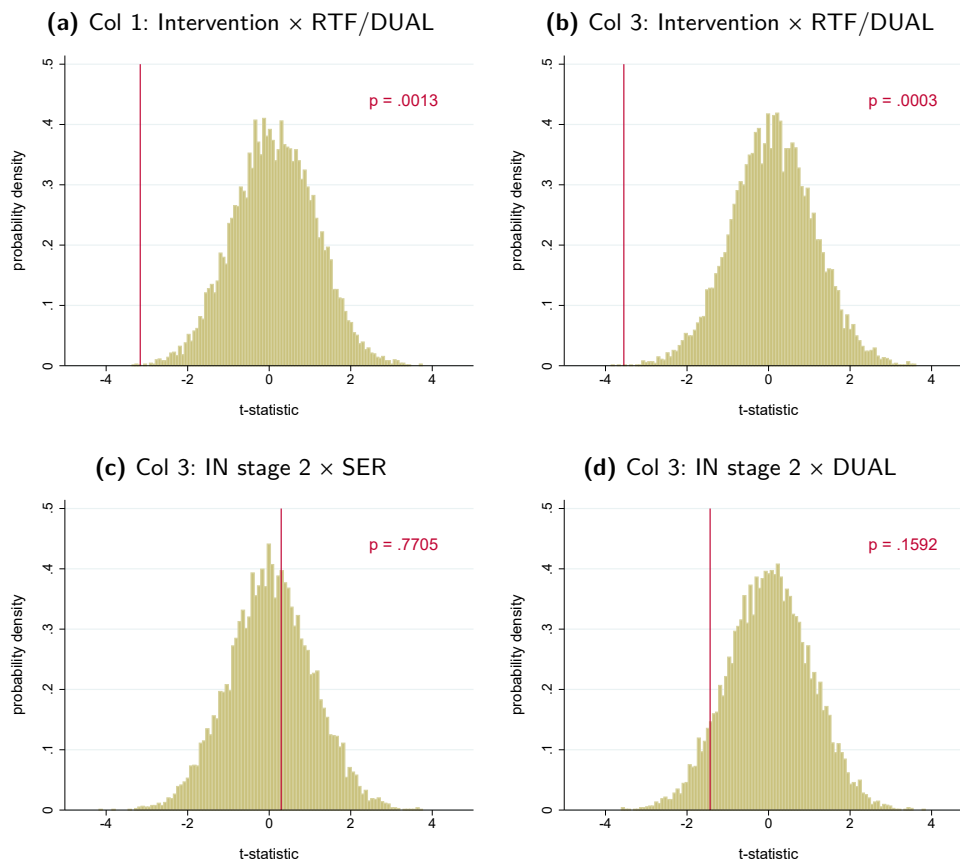 (a) Col 1: Intervention × RTF/DUAL
(b) Col 3: Intervention × RTF/DUAL
probability density
0 .1 .2 .3 .4 .5
p = .0013
-4 -2 0 2 4
t-statistic
probability density
0 .1 .2 .3 .4 .5
p = .0003
-4 -2 0 2 4
t-statistic
(c) Col 3: IN stage 2 × SER
(d) Col 3: IN stage 2 × DUAL
probability density
0 .1 .2 .3 .4 .5
p = .7705
-4 -2 0 2 4
t-statistic
probability density
0 .1 .2 .3 .4 .5
p = .1592
-4 -2 0 2 4
t-statistic